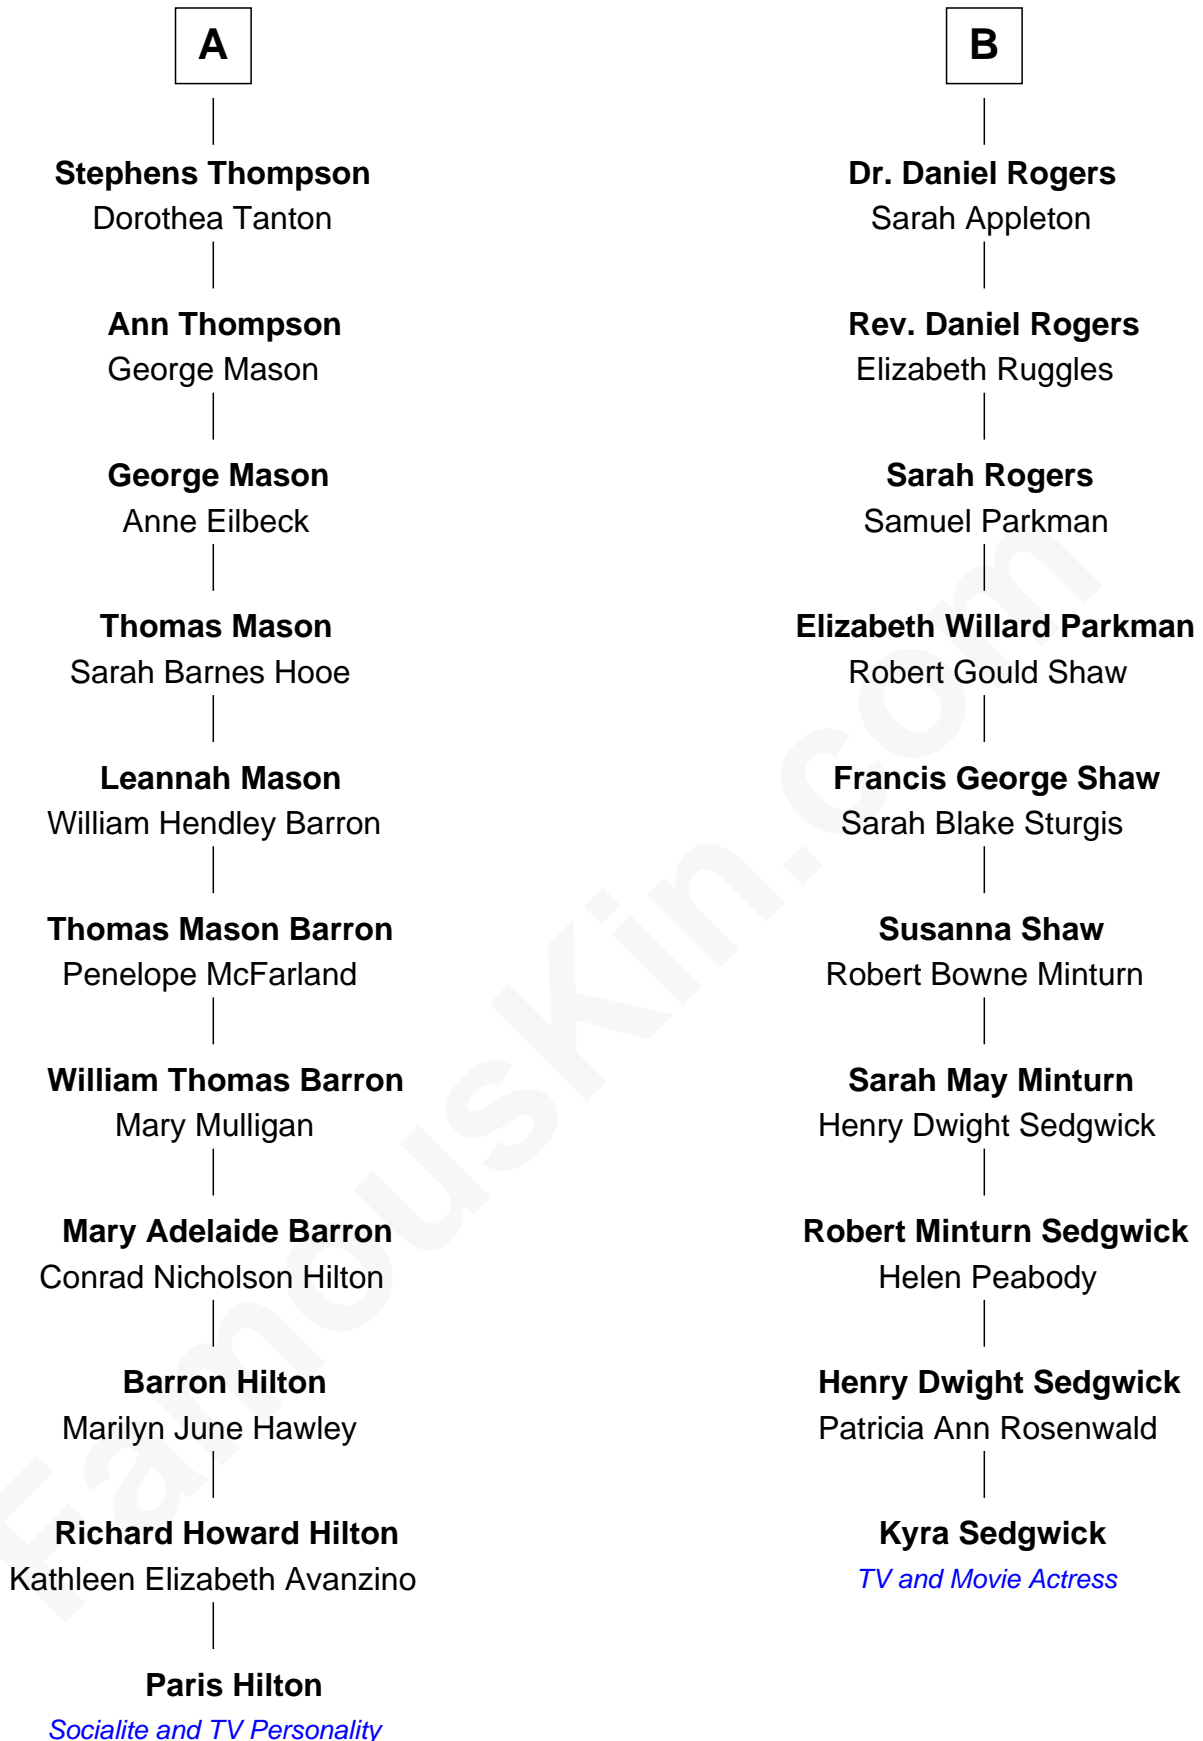 A
Stephens Thompson
Dorothea Tanton
Ann Thompson
George Mason
George Mason
Anne Eilbeck
Thomas Mason
Sarah Barnes Hooe
Leannah Mason
William Hendley Barron
Thomas Mason Barron
Penelope McFarland
William Thomas Barron
Mary Mulligan
Mary Adelaide Barron
Conrad Nicholson Hilton
Barron Hilton
Marilyn June Hawley
Richard Howard Hilton
Kathleen Elizabeth Avanzino
Paris Hilton
Socialite and TV Personality
B
Dr. Daniel Rogers
Sarah Appleton
Rev. Daniel Rogers
Elizabeth Ruggles
Sarah Rogers
Samuel Parkman
Elizabeth Willard Parkman
Robert Gould Shaw
Francis George Shaw
Sarah Blake Sturgis
Susanna Shaw
Robert Bowne Minturn
Sarah May Minturn
Henry Dwight Sedgwick
Robert Minturn Sedgwick
Helen Peabody
Henry Dwight Sedgwick
Patricia Ann Rosenwald
Kyra Sedgwick
TV and Movie Actress
FamousKin.com